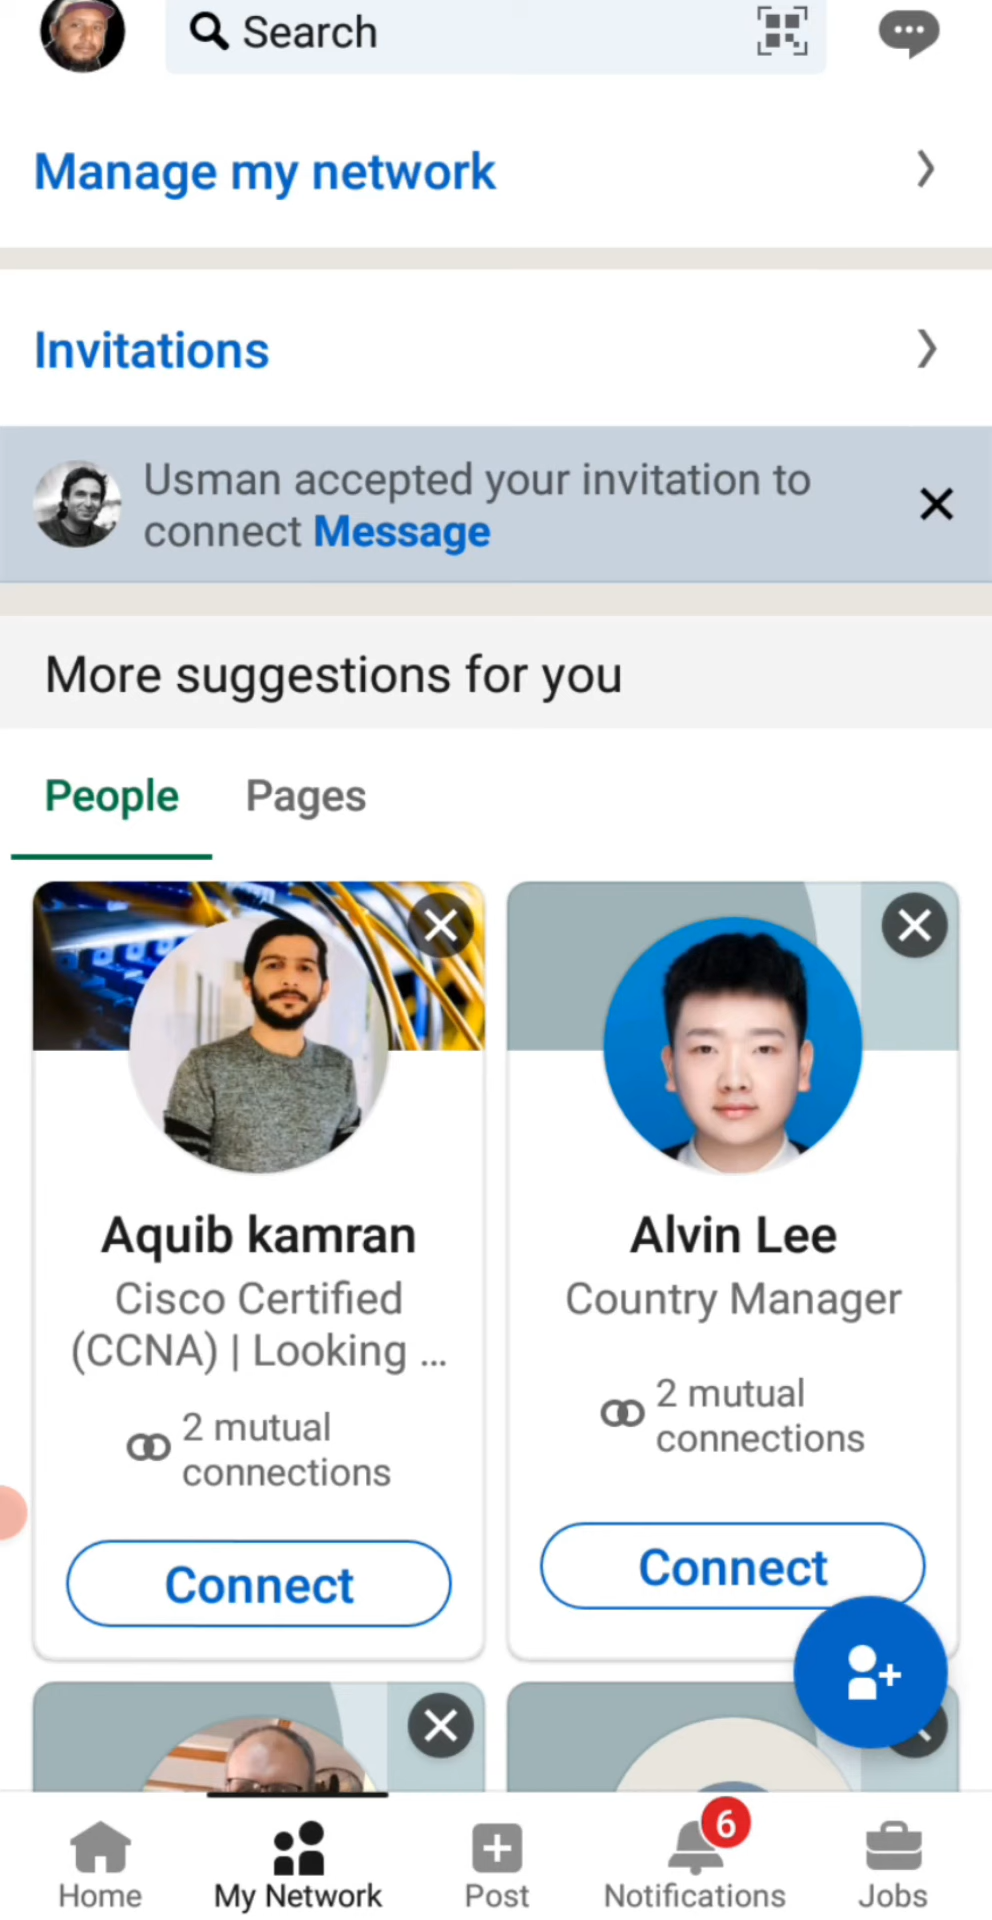 Search
Manage my network
Invitations
Usman accepted your invitation to
connect Message
More suggestions for you
People
Pages
Aquib kamran
Cisco Certified
(CCNA) | Looking ...
2 mutual
connections
Connect
Alvin Lee
Country Manager
2 mutual
connections
Connect
6
Home
My Network
Post
Notifications
Jobs